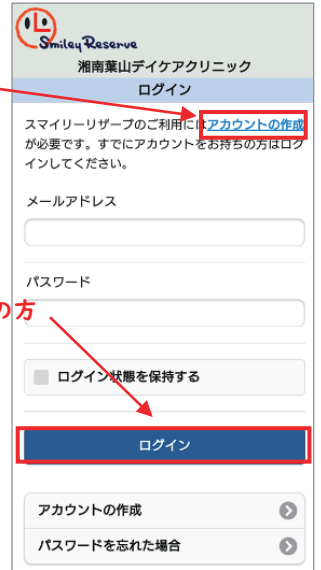 Smiley Reserve
湘南葉山デイケアクリニック
ログイン
スマイリーリザーブのご利用にはアカウントの作成
が必要です。すでにアカウントをお持ちの方はログ
インしてください。
メールアドレス
パスワード
の方
ログイン状態を保持する
ログイン
アカウントの作成
パスワードを忘れた場合